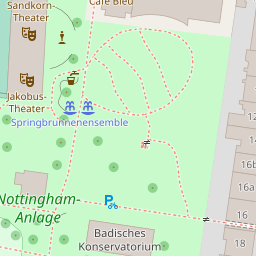 Café Bleu
Sandkorn-
Theater
Jakobus-
Theater
Springbrunnenensemble
12
14
16b
16a
16
18
Nottingham-
Anlage
Badisches
Konservatorium